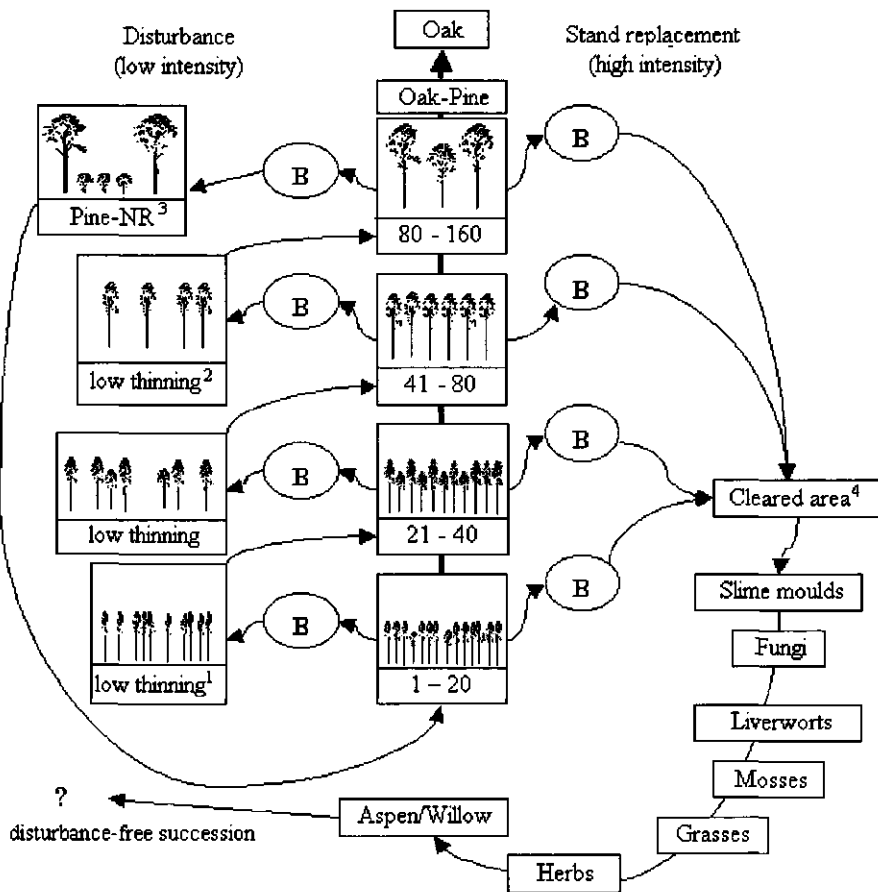 Oak
Disturbance
(low intensity)
Stand replacement
(high intensity)
Oak-Pine
B
B
Pine-NR³
80 - 160
B
B
low thinning²
41 - 80
B
B
Cleared area⁴
low thinning
21 - 40
B
B
Slime moulds
Fungi
low thinning¹
1 – 20
Liverworts
Mosses
?
disturbance-free succession
Aspen/Willow
Grasses
Herbs